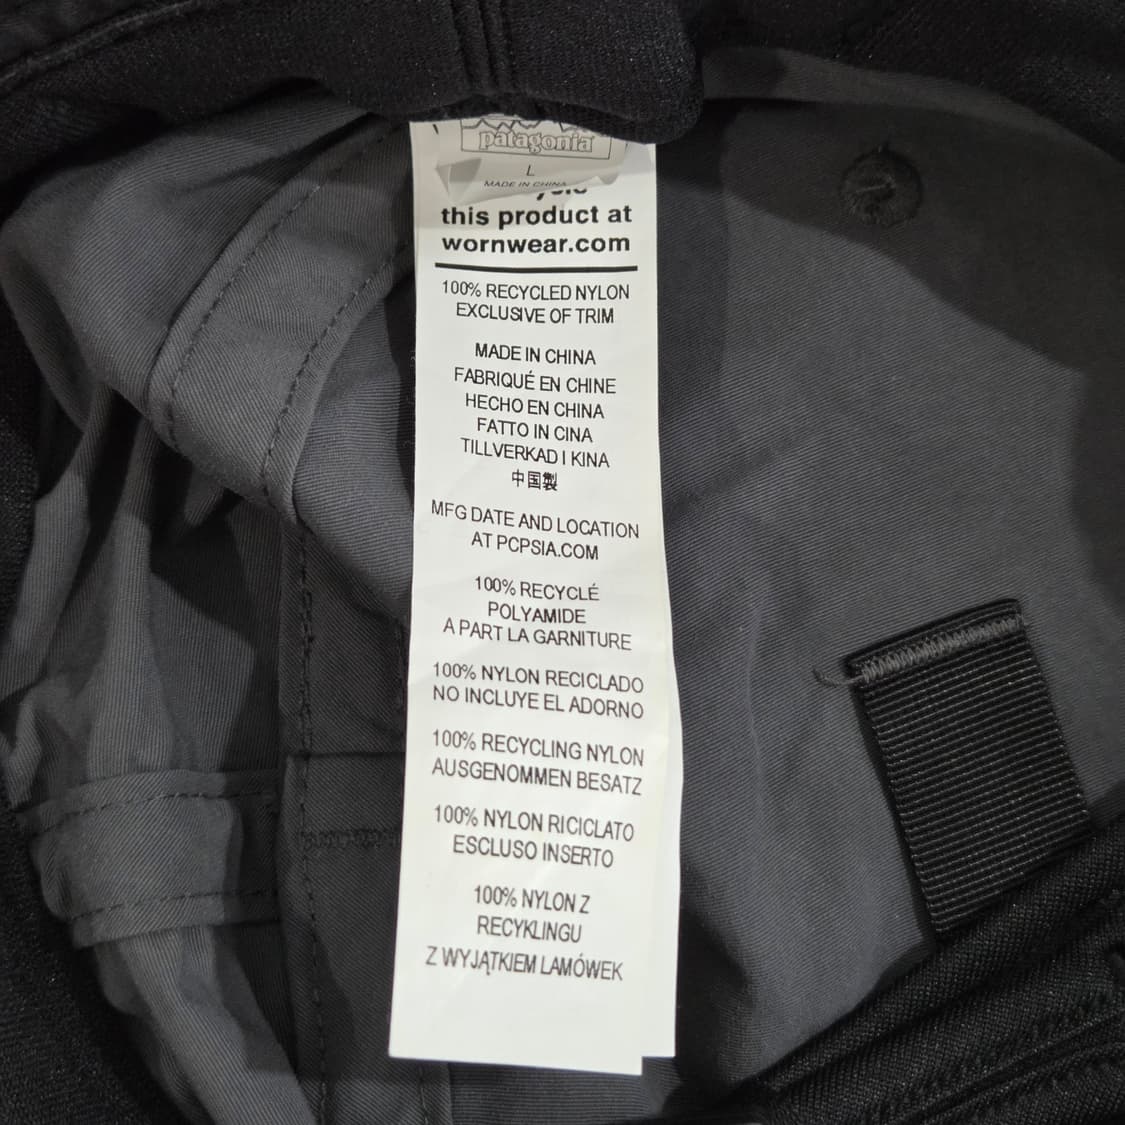 patagonia
L
MADE IN CHINA
this product at
wornwear.com
100% RECYCLED NYLON
EXCLUSIVE OF TRIM
MADE IN CHINA
FABRIQUÉ EN CHINE
HECHO EN CHINA
FATTO IN CINA
TILLVERKAD I KINA
中国製
MFG DATE AND LOCATION
AT PCPSIA.COM
100% RECYCLÉ
POLYAMIDE
A PART LA GARNITURE
100% NYLON RECICLADO
NO INCLUYE EL ADORNO
100% RECYCLING NYLON
AUSGENOMMEN BESATZ
100% NYLON RICICLATO
ESCLUSO INSERTO
100% NYLON Z
RECYKLINGU
Z WYJĄTKIEM LAMÓWEK